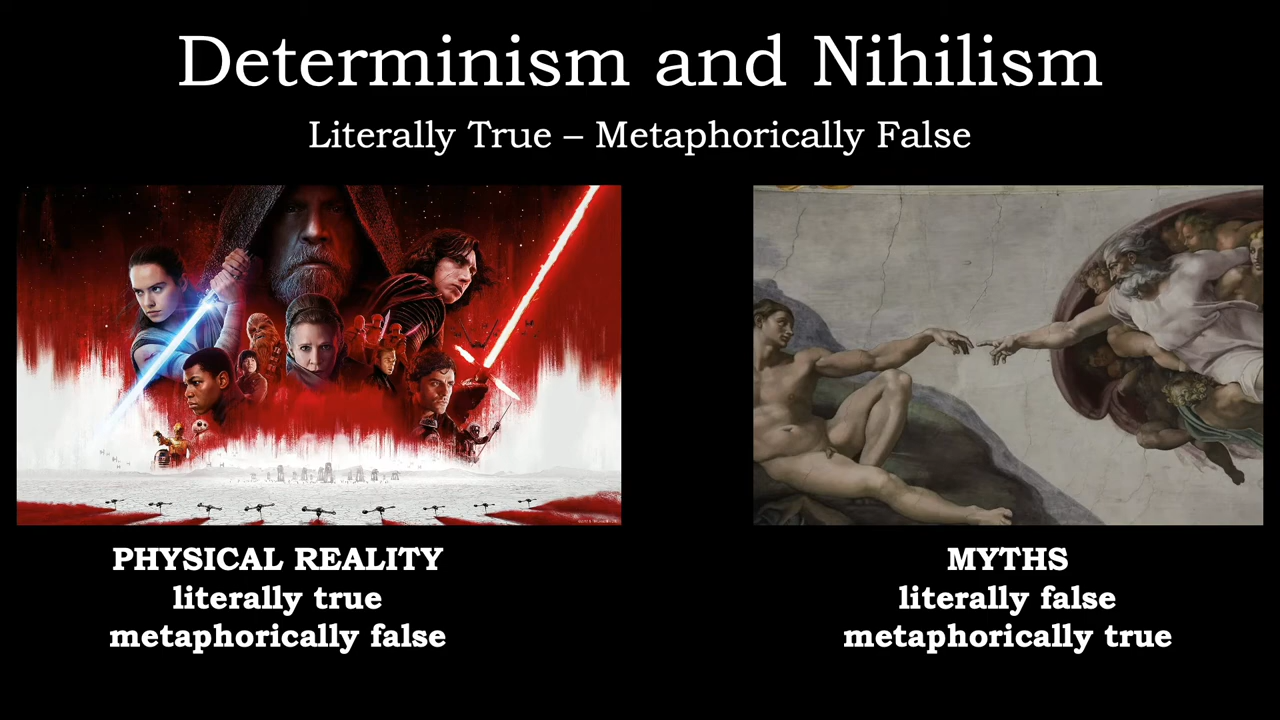 Determinism and Nihilism
Literally True – Metaphorically False
PHYSICAL REALITY
literally true
metaphorically false
MYTHS
literally false
metaphorically true